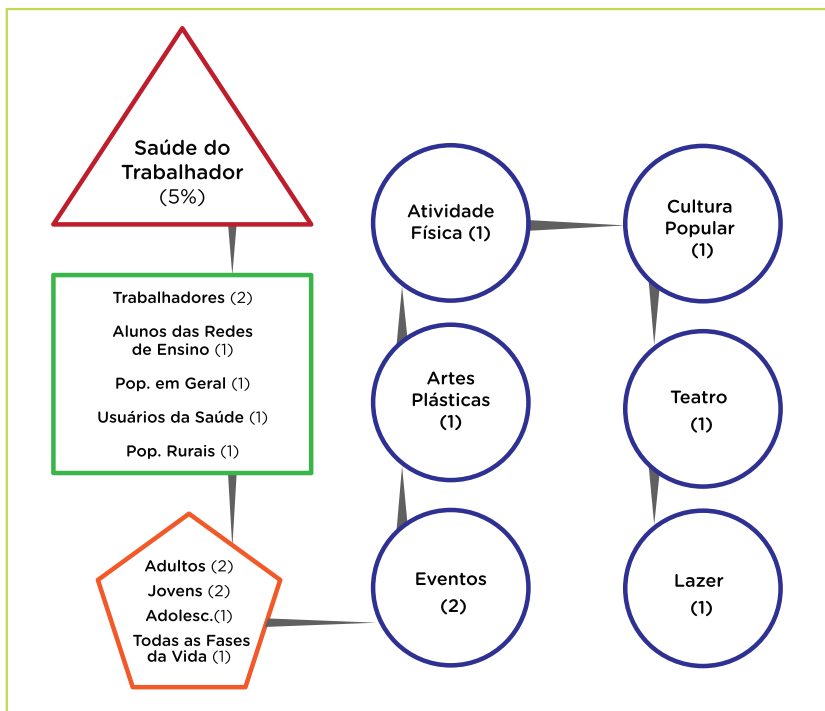 Saúde do
Trabalhador
(5%)
Trabalhadores (2)
Alunos das Redes
de Ensino (1)
Pop. em Geral (1)
Usuários da Saúde (1)
Pop. Rurais (1)
Adultos (2)
Jovens (2)
Adolesc.(1)
Todas as Fases
da Vida (1)
Eventos
(2)
Artes
Plásticas
(1)
Atividade
Física (1)
Cultura
Popular
(1)
Teatro
(1)
Lazer
(1)